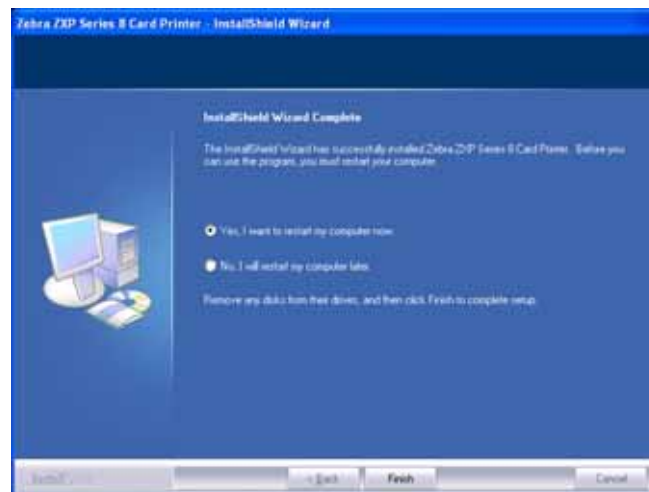 Zebra ZXP Series 8 Card Printer - InstallShield Wizard
InstallShield Wizard Complete
The InstallShield Wizard has successfully installed Zebra ZXP Series 8 Card Printer. Before you
can use the program, you must restart your computer.
Yes, I want to restart my computer now.
No, I will restart my computer later.
Remove any disks from their drives, and then click Finish to complete setup.
InstallShield
< Back
Finish
Cancel